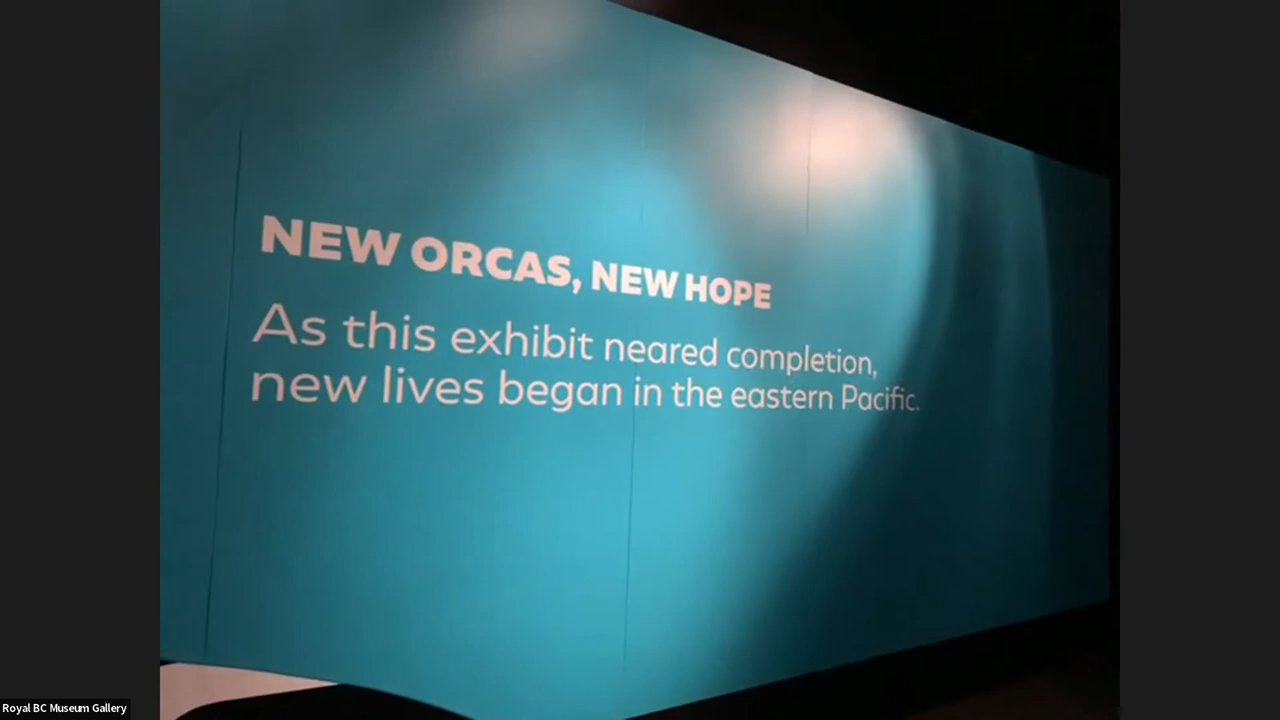 NEW ORCAS, NEW HOPE
As this exhibit neared completion,
new lives began in the eastern Pacific.
Royal BC Museum Gallery